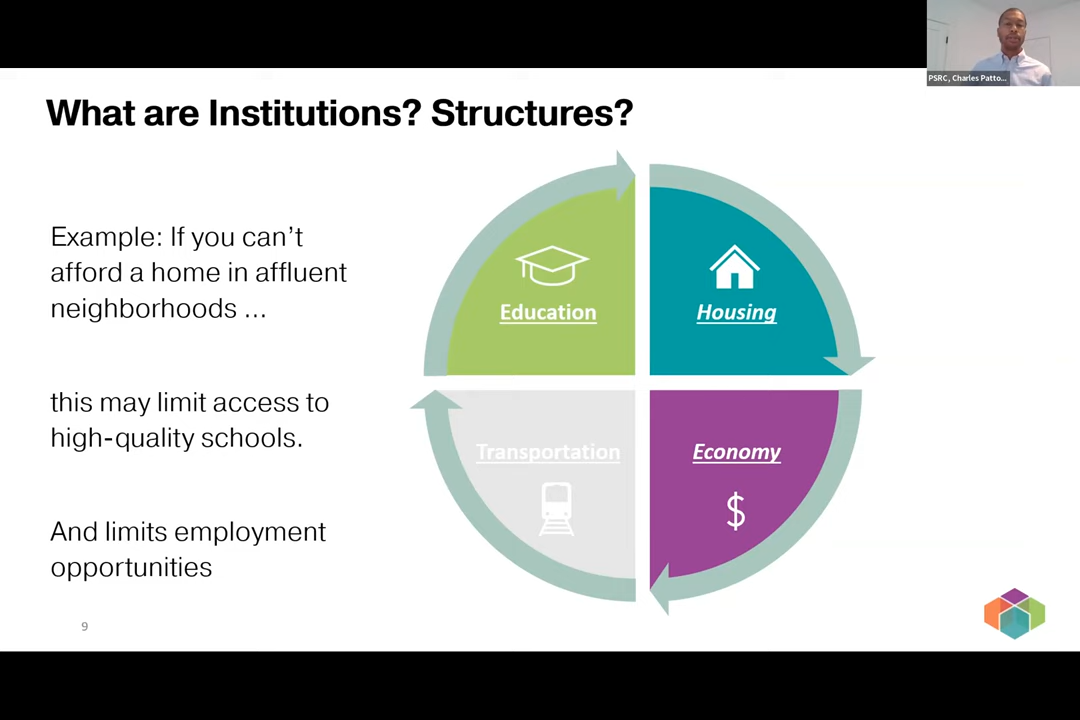 PSRC, Charles Patto...
What are Institutions? Structures?
Example: If you can't
afford a home in affluent
neighborhoods ...
this may limit access to
high-quality schools.
And limits employment
opportunities
Education
Housing
Transportation
Economy
$
9